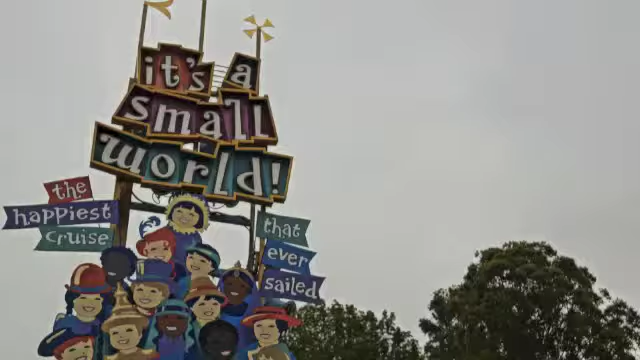 it's a
small
world!
the
happiest
cruise
that
ever
sailed